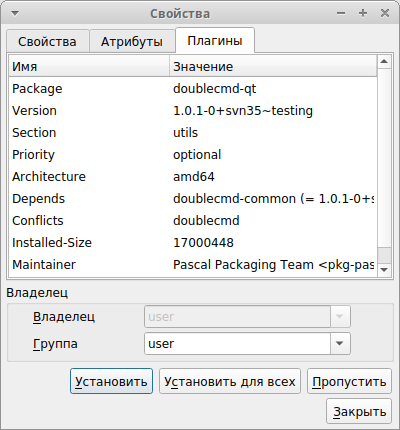 Свойства
Свойства Атрибуты Плагины
Имя Значение
Package doublecmd-qt
Version 1.0.1-0+svn35~testing
Section utils
Priority optional
Architecture amd64
Depends doublecmd-common (= 1.0.1-0+s
Conflicts doublecmd
Installed-Size 17000448
Maintainer Pascal Packaging Team <pkg-pas
Владелец
Владелец user
Группа user
Установить Установить для всех Пропустить
Закрыть